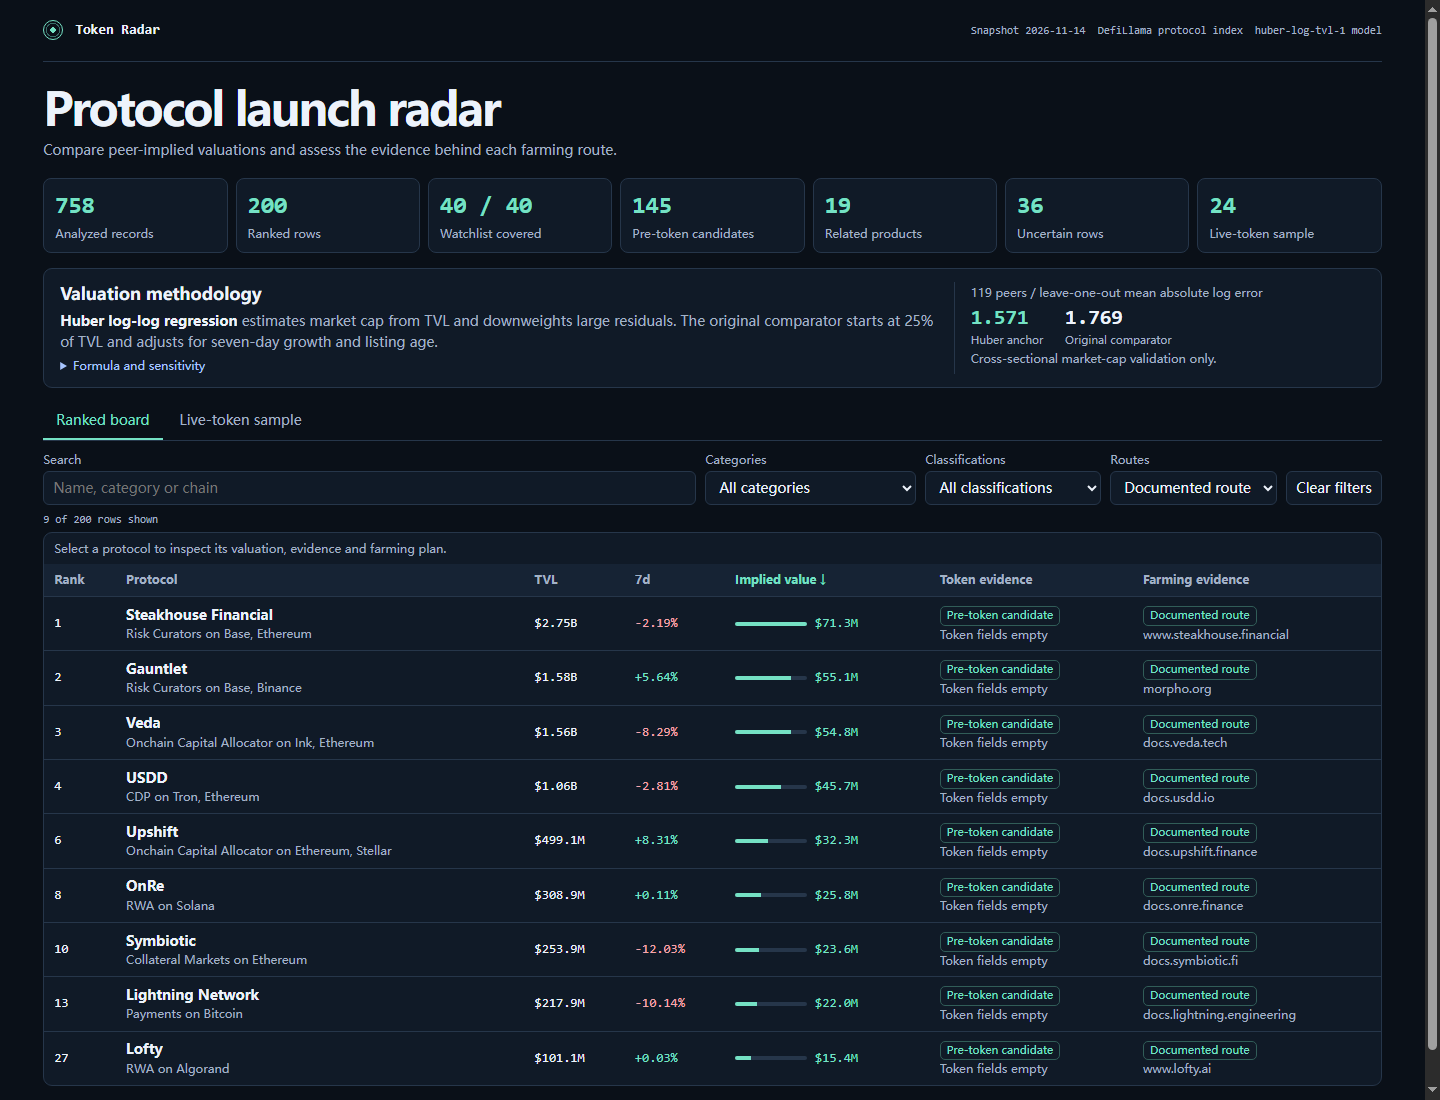 Token Radar
Snapshot 2026-11-14 DefiLlama protocol index huber-log-tvl-1 model
Protocol launch radar
Compare peer-implied valuations and assess the evidence behind each farming route.
758
Analyzed records
200
Ranked rows
40 / 40
Watchlist covered
145
Pre-token candidates
19
Related products
36
Uncertain rows
24
Live-token sample
Valuation methodology
Huber log-log regression estimates market cap from TVL and downweights large residuals. The original comparator starts at 25%
of TVL and adjusts for seven-day growth and listing age.
Formula and sensitivity
119 peers / leave-one-out mean absolute log error
1.571 1.769
Huber anchor Original comparator
Cross-sectional market-cap validation only.
Ranked board Live-token sample
Search Categories Classifications Routes
Name, category or chain All categories All classifications Documented route Clear filters
9 of 200 rows shown
Select a protocol to inspect its valuation, evidence and farming plan.
Rank Protocol TVL 7d Implied value ↓ Token evidence Farming evidence
1 Steakhouse Financial $2.75B -2.19% $71.3M Pre-token candidate Documented route
Risk Curators on Base, Ethereum Token fields empty www.steakhouse.financial
2 Gauntlet $1.58B +5.64% $55.1M Pre-token candidate Documented route
Risk Curators on Base, Binance Token fields empty morpho.org
3 Veda $1.56B -8.29% $54.8M Pre-token candidate Documented route
Onchain Capital Allocator on Ink, Ethereum Token fields empty docs.veda.tech
4 USDD $1.06B -2.81% $45.7M Pre-token candidate Documented route
CDP on Tron, Ethereum Token fields empty docs.usdd.io
6 Upshift $499.1M +8.31% $32.3M Pre-token candidate Documented route
Onchain Capital Allocator on Ethereum, Stellar Token fields empty docs.upshift.finance
8 OnRe $308.9M +0.11% $25.8M Pre-token candidate Documented route
RWA on Solana Token fields empty docs.onre.finance
10 Symbiotic $253.9M -12.03% $23.6M Pre-token candidate Documented route
Collateral Markets on Ethereum Token fields empty docs.symbiotic.fi
13 Lightning Network $217.9M -10.14% $22.0M Pre-token candidate Documented route
Payments on Bitcoin Token fields empty docs.lightning.engineering
27 Lofty $101.1M +0.03% $15.4M Pre-token candidate Documented route
RWA on Algorand Token fields empty www.lofty.ai